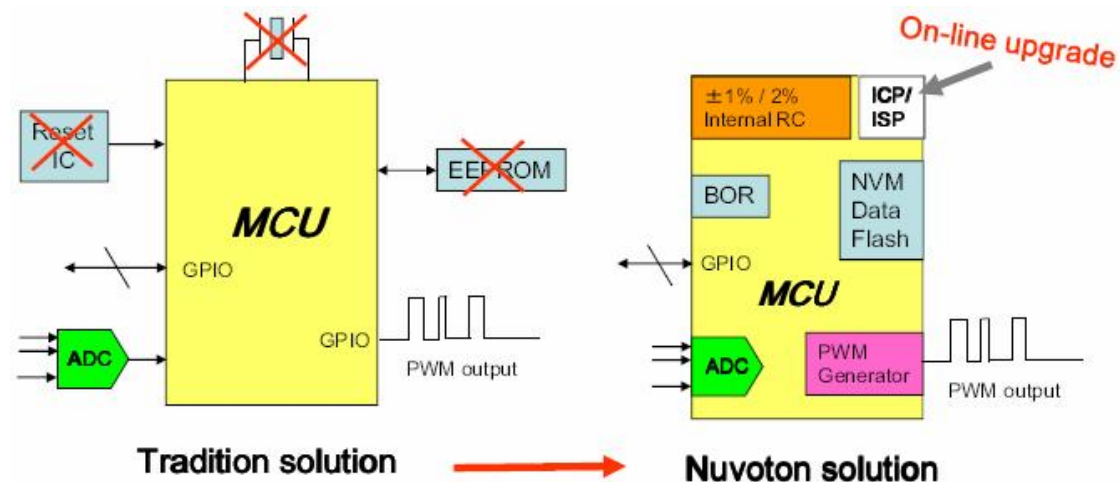 On-line upgrade
Reset
IC
MCU
EEPROM
GPIO
ADC
GPIO
PWM output
±1% / 2%
Internal RC
ICP/
ISP
BOR
NVM
Data
Flash
GPIO
MCU
ADC
PWM
Generator
PWM output
Tradition solution
Nuvoton solution